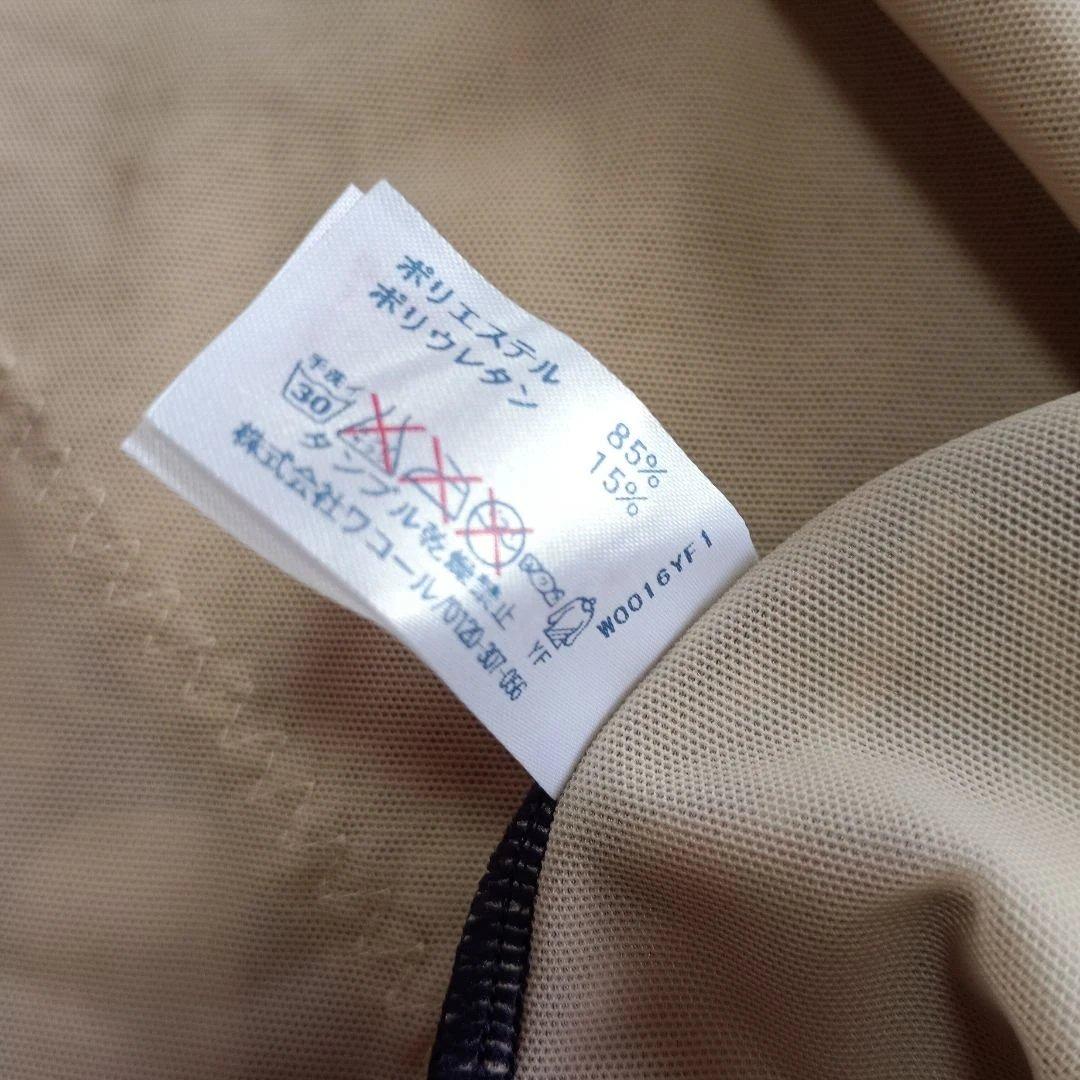 ポリエステル 85%
ポリウレタン 15%
手洗イ
30
タンブル乾燥禁止
株式会社ワコール/0120-307-056
YF
W0016YF1